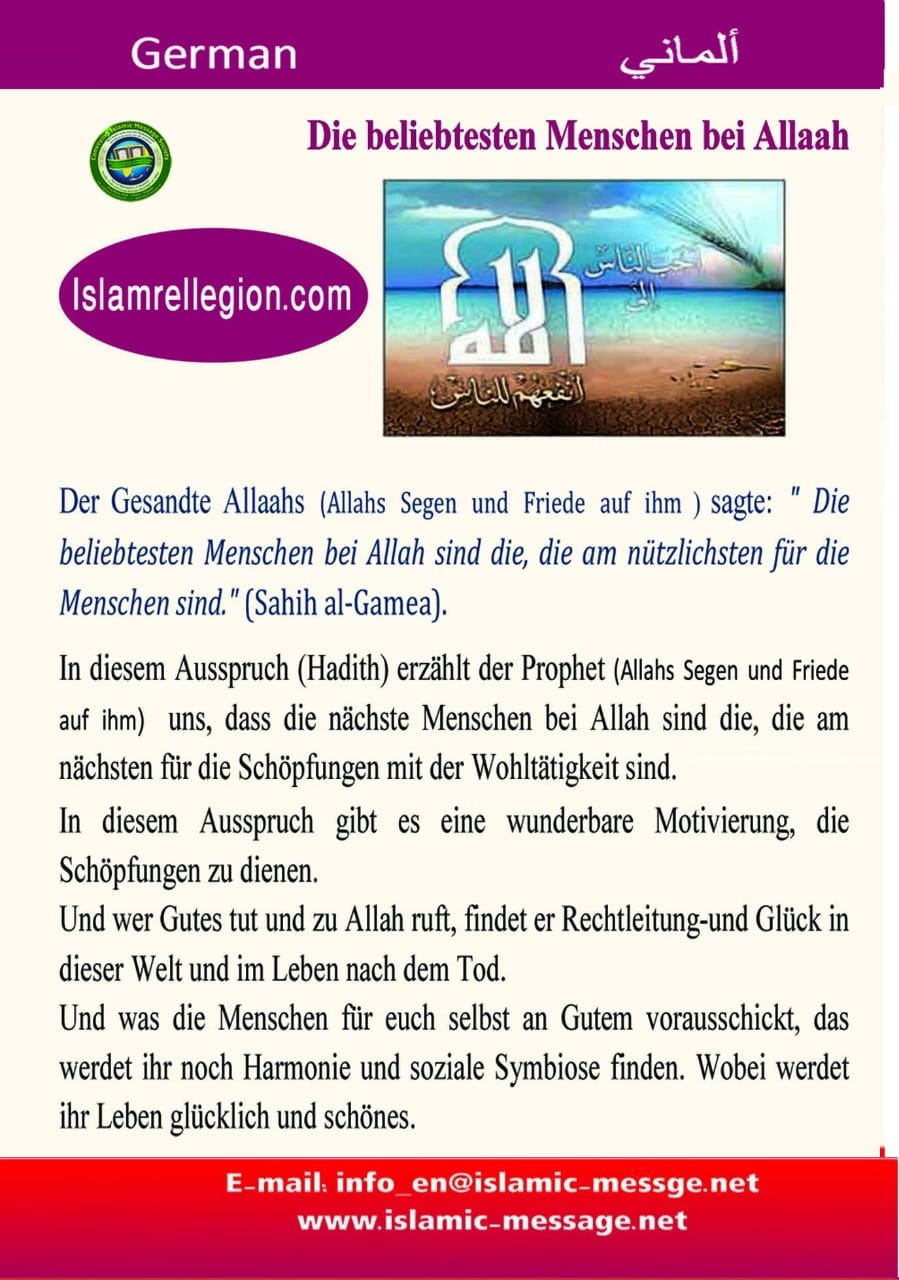 German
ألماني
Islamic Message Society
Die beliebtesten Menschen bei Allaah
Islamrellegion.com
أحب الناس
إلى
الله
أنفعهم للناس
Der Gesandte Allaahs (Allahs Segen und Friede auf ihm ) sagte: " Die
beliebtesten Menschen bei Allah sind die, die am nützlichsten für die
Menschen sind." (Sahih al-Gamea).
In diesem Ausspruch (Hadith) erzählt der Prophet (Allahs Segen und Friede
auf ihm) uns, dass die nächste Menschen bei Allah sind die, die am
nächsten für die Schöpfungen mit der Wohltätigkeit sind.
In diesem Ausspruch gibt es eine wunderbare Motivierung, die
Schöpfungen zu dienen.
Und wer Gutes tut und zu Allah ruft, findet er Rechtleitung-und Glück in
dieser Welt und im Leben nach dem Tod.
Und was die Menschen für euch selbst an Gutem vorausschickt, das
werdet ihr noch Harmonie und soziale Symbiose finden. Wobei werdet
ihr Leben glücklich und schönes.
E-mail: info_en@islamic-messge.net
www.islamic-message.net